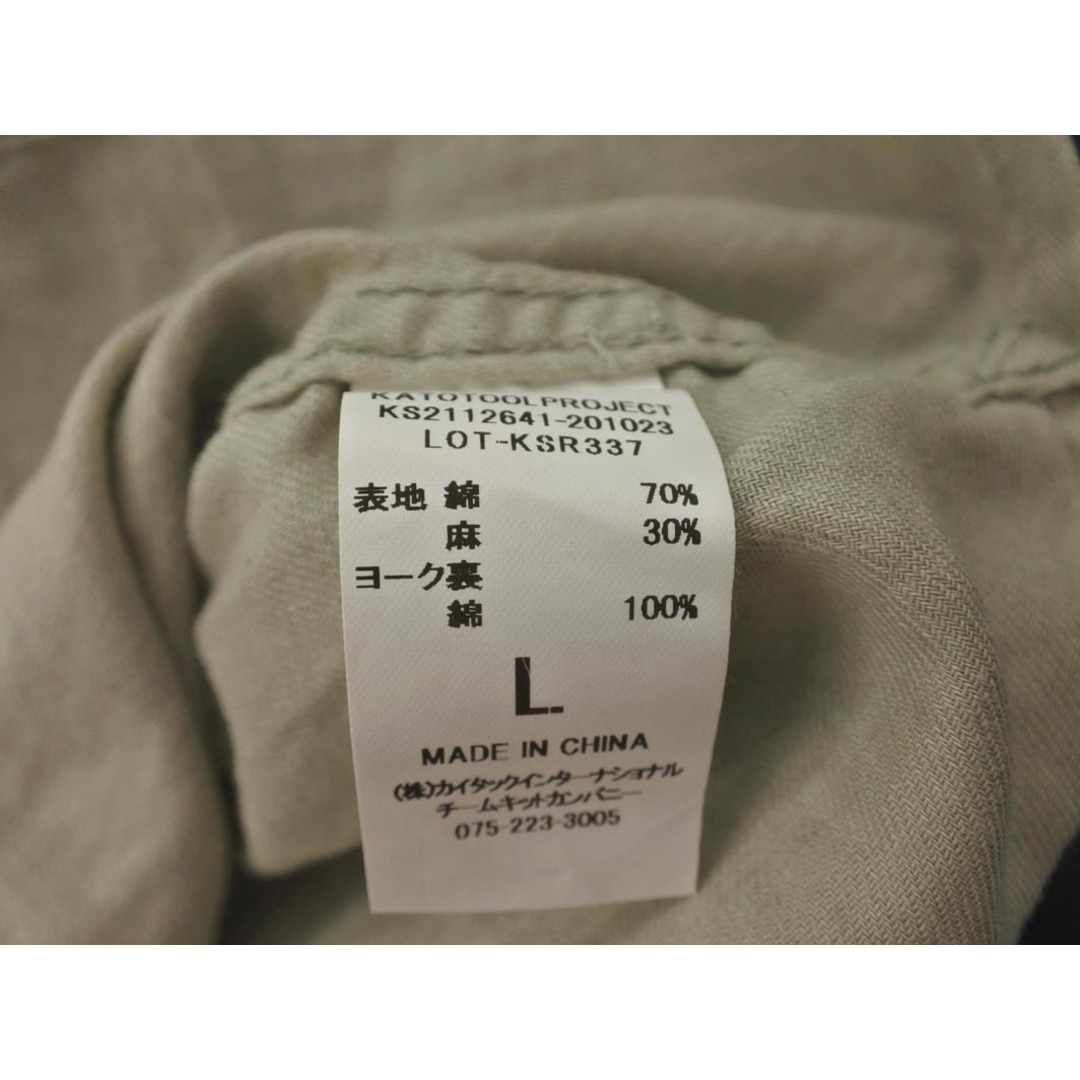 KATOTOOLPROJECT
KS2112641-201023
LOT-KSR337
表地 綿 70%
麻 30%
ヨーク裏
綿 100%
L
MADE IN CHINA
(株)カイタックインターナショナル
チームキットカンパニー
075-223-3005